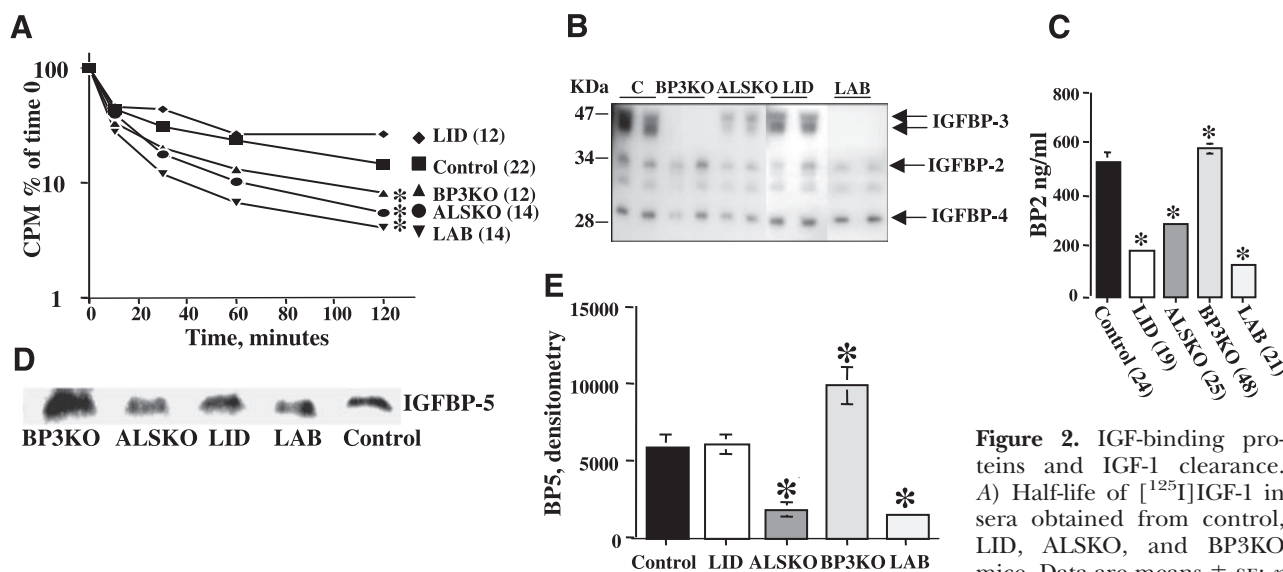 A
CPM % of time 0
100
10
1
LID (12)
Control (22)
BP3KO (12)
ALSKO (14)
LAB (14)
*
*
*
0 20 40 60 80 100 120
Time, minutes
B
KDa C BP3KO ALSKO LID LAB
47
34
28
IGFBP-3
IGFBP-2
IGFBP-4
C
BP2 ng/ml
800
600
400
200
0
* * * *
Control (24)
LID (19)
ALSKO (25)
BP3KO (48)
LAB (21)
D
IGFBP-5
BP3KO ALSKO LID LAB Control
E
BP5, densitometry
15000
10000
5000
0
* * *
Control LID ALSKO BP3KO LAB
Figure 2. IGF-binding pro-
teins and IGF-1 clearance.
A) Half-life of [125I]IGF-1 in
sera obtained from control,
LID, ALSKO, and BP3KO
mice. Data are means ± SE;